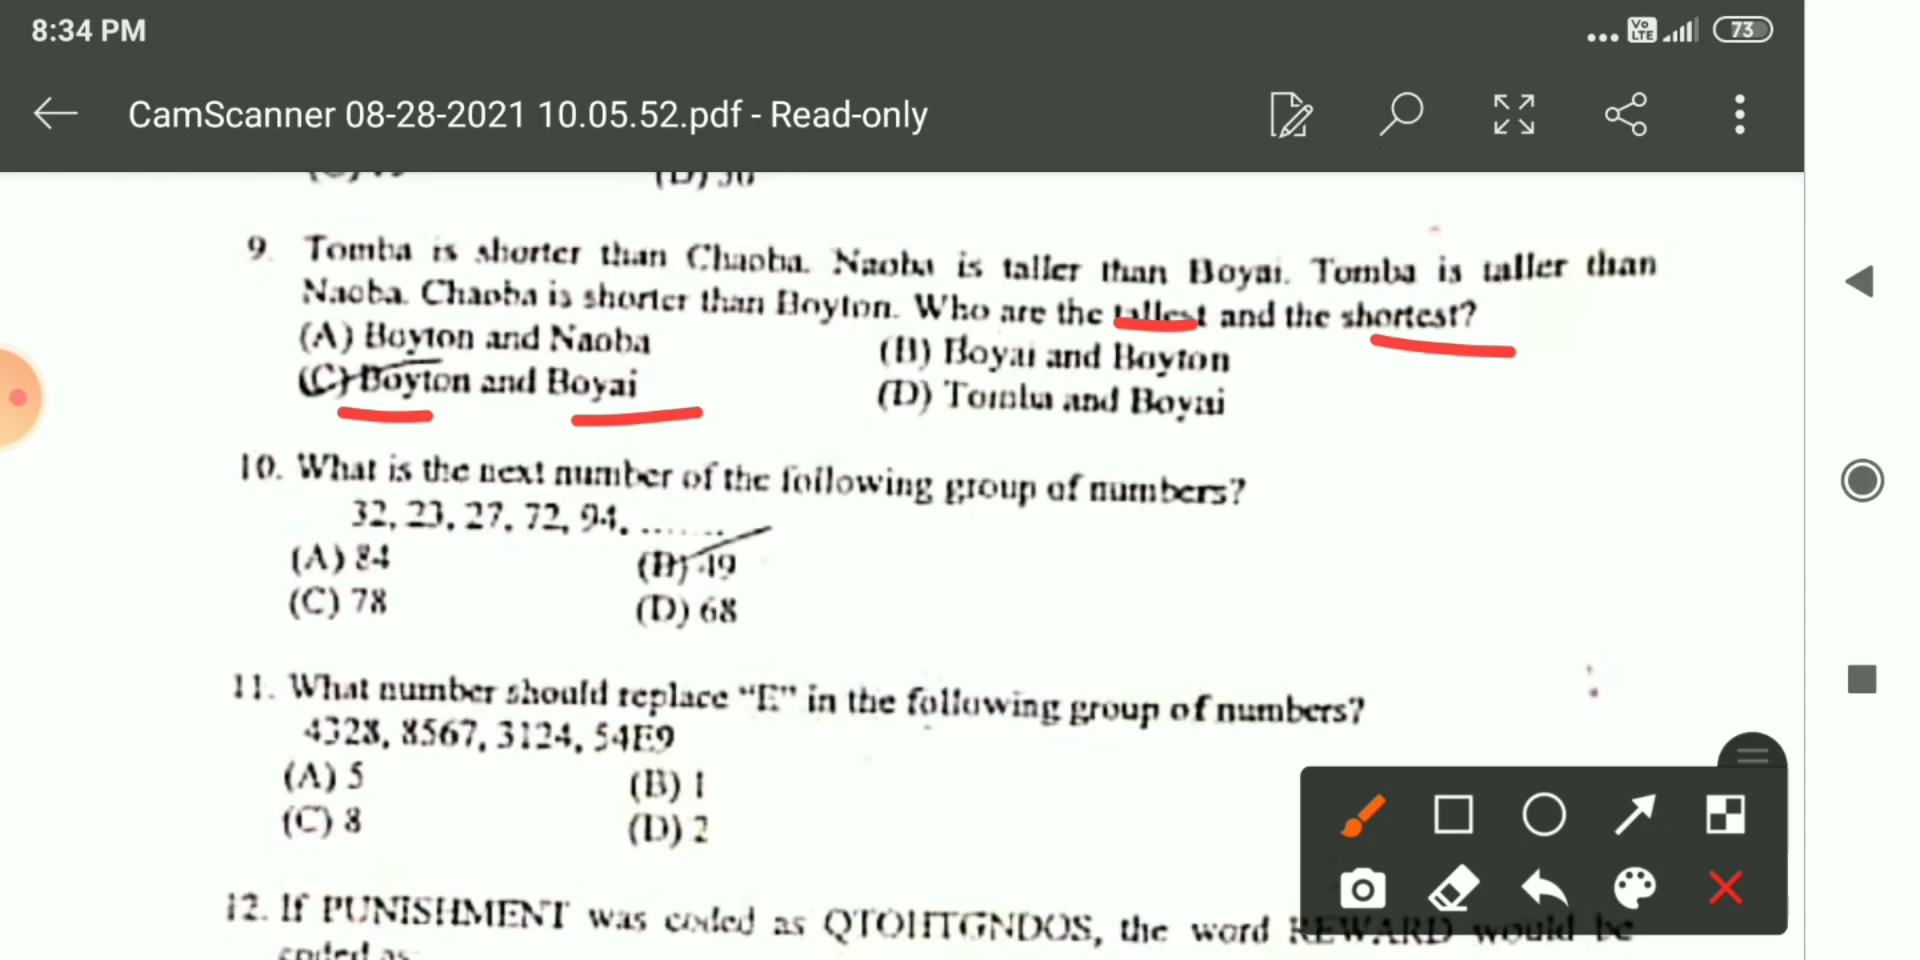 8:34 PM
Vo LTE 73
CamScanner 08-28-2021 10.05.52.pdf - Read-only
(D) 36
9. Tomba is shorter than Chaoba. Naoba is taller than Boyai. Tomba is taller than
Naoba. Chaoba is shorter than Boyton. Who are the tallest and the shortest?
(A) Boyton and Naoba
(B) Boyai and Boyton
(C) Boyton and Boyai
(D) Tomba and Boyai
10. What is the next number of the following group of numbers?
32, 23, 27, 72, 94, .......
(A) 84
(B) 49
(C) 78
(D) 68
11. What number should replace “E” in the following group of numbers?
4328, 8567, 3124, 54E9
(A) 5
(B) 1
(C) 8
(D) 2
12. If PUNISHMENT was coded as QTOHTGNDOS, the word REWARD would be
coded as